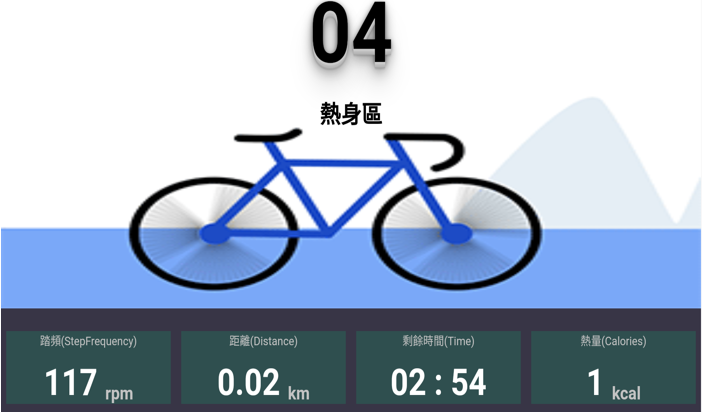 04
熱身區
踏頻(StepFrequency)
117 rpm
距離(Distance)
0.02 km
剩餘時間(Time)
02 : 54
熱量(Calories)
1 kcal